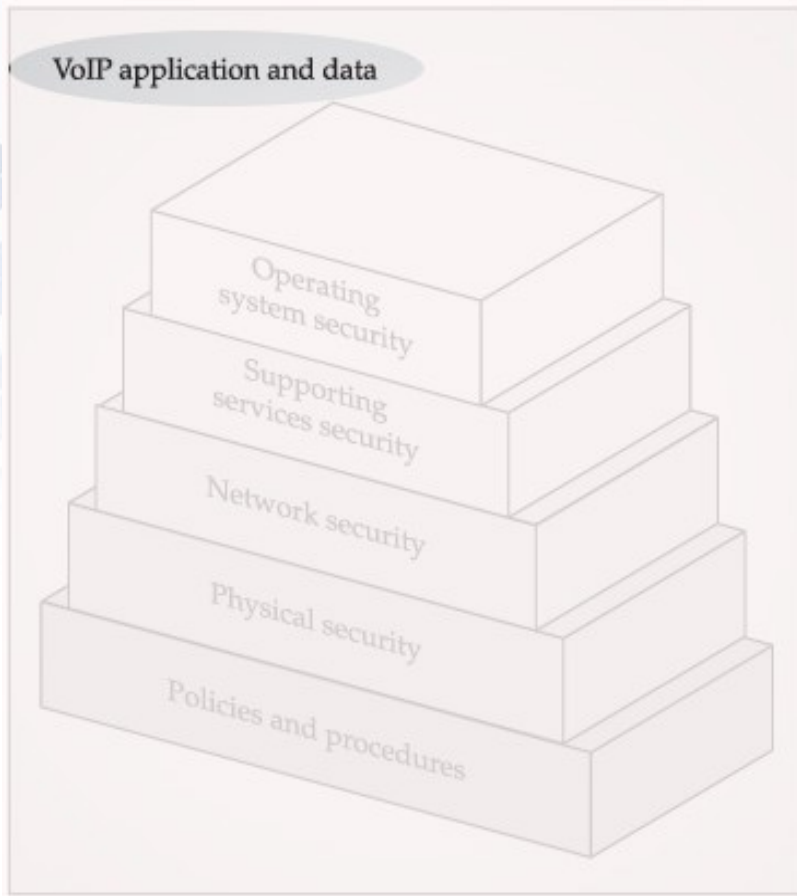 VoIP application and data
Operating
system security
Supporting
services security
Network security
Physical security
Policies and procedures